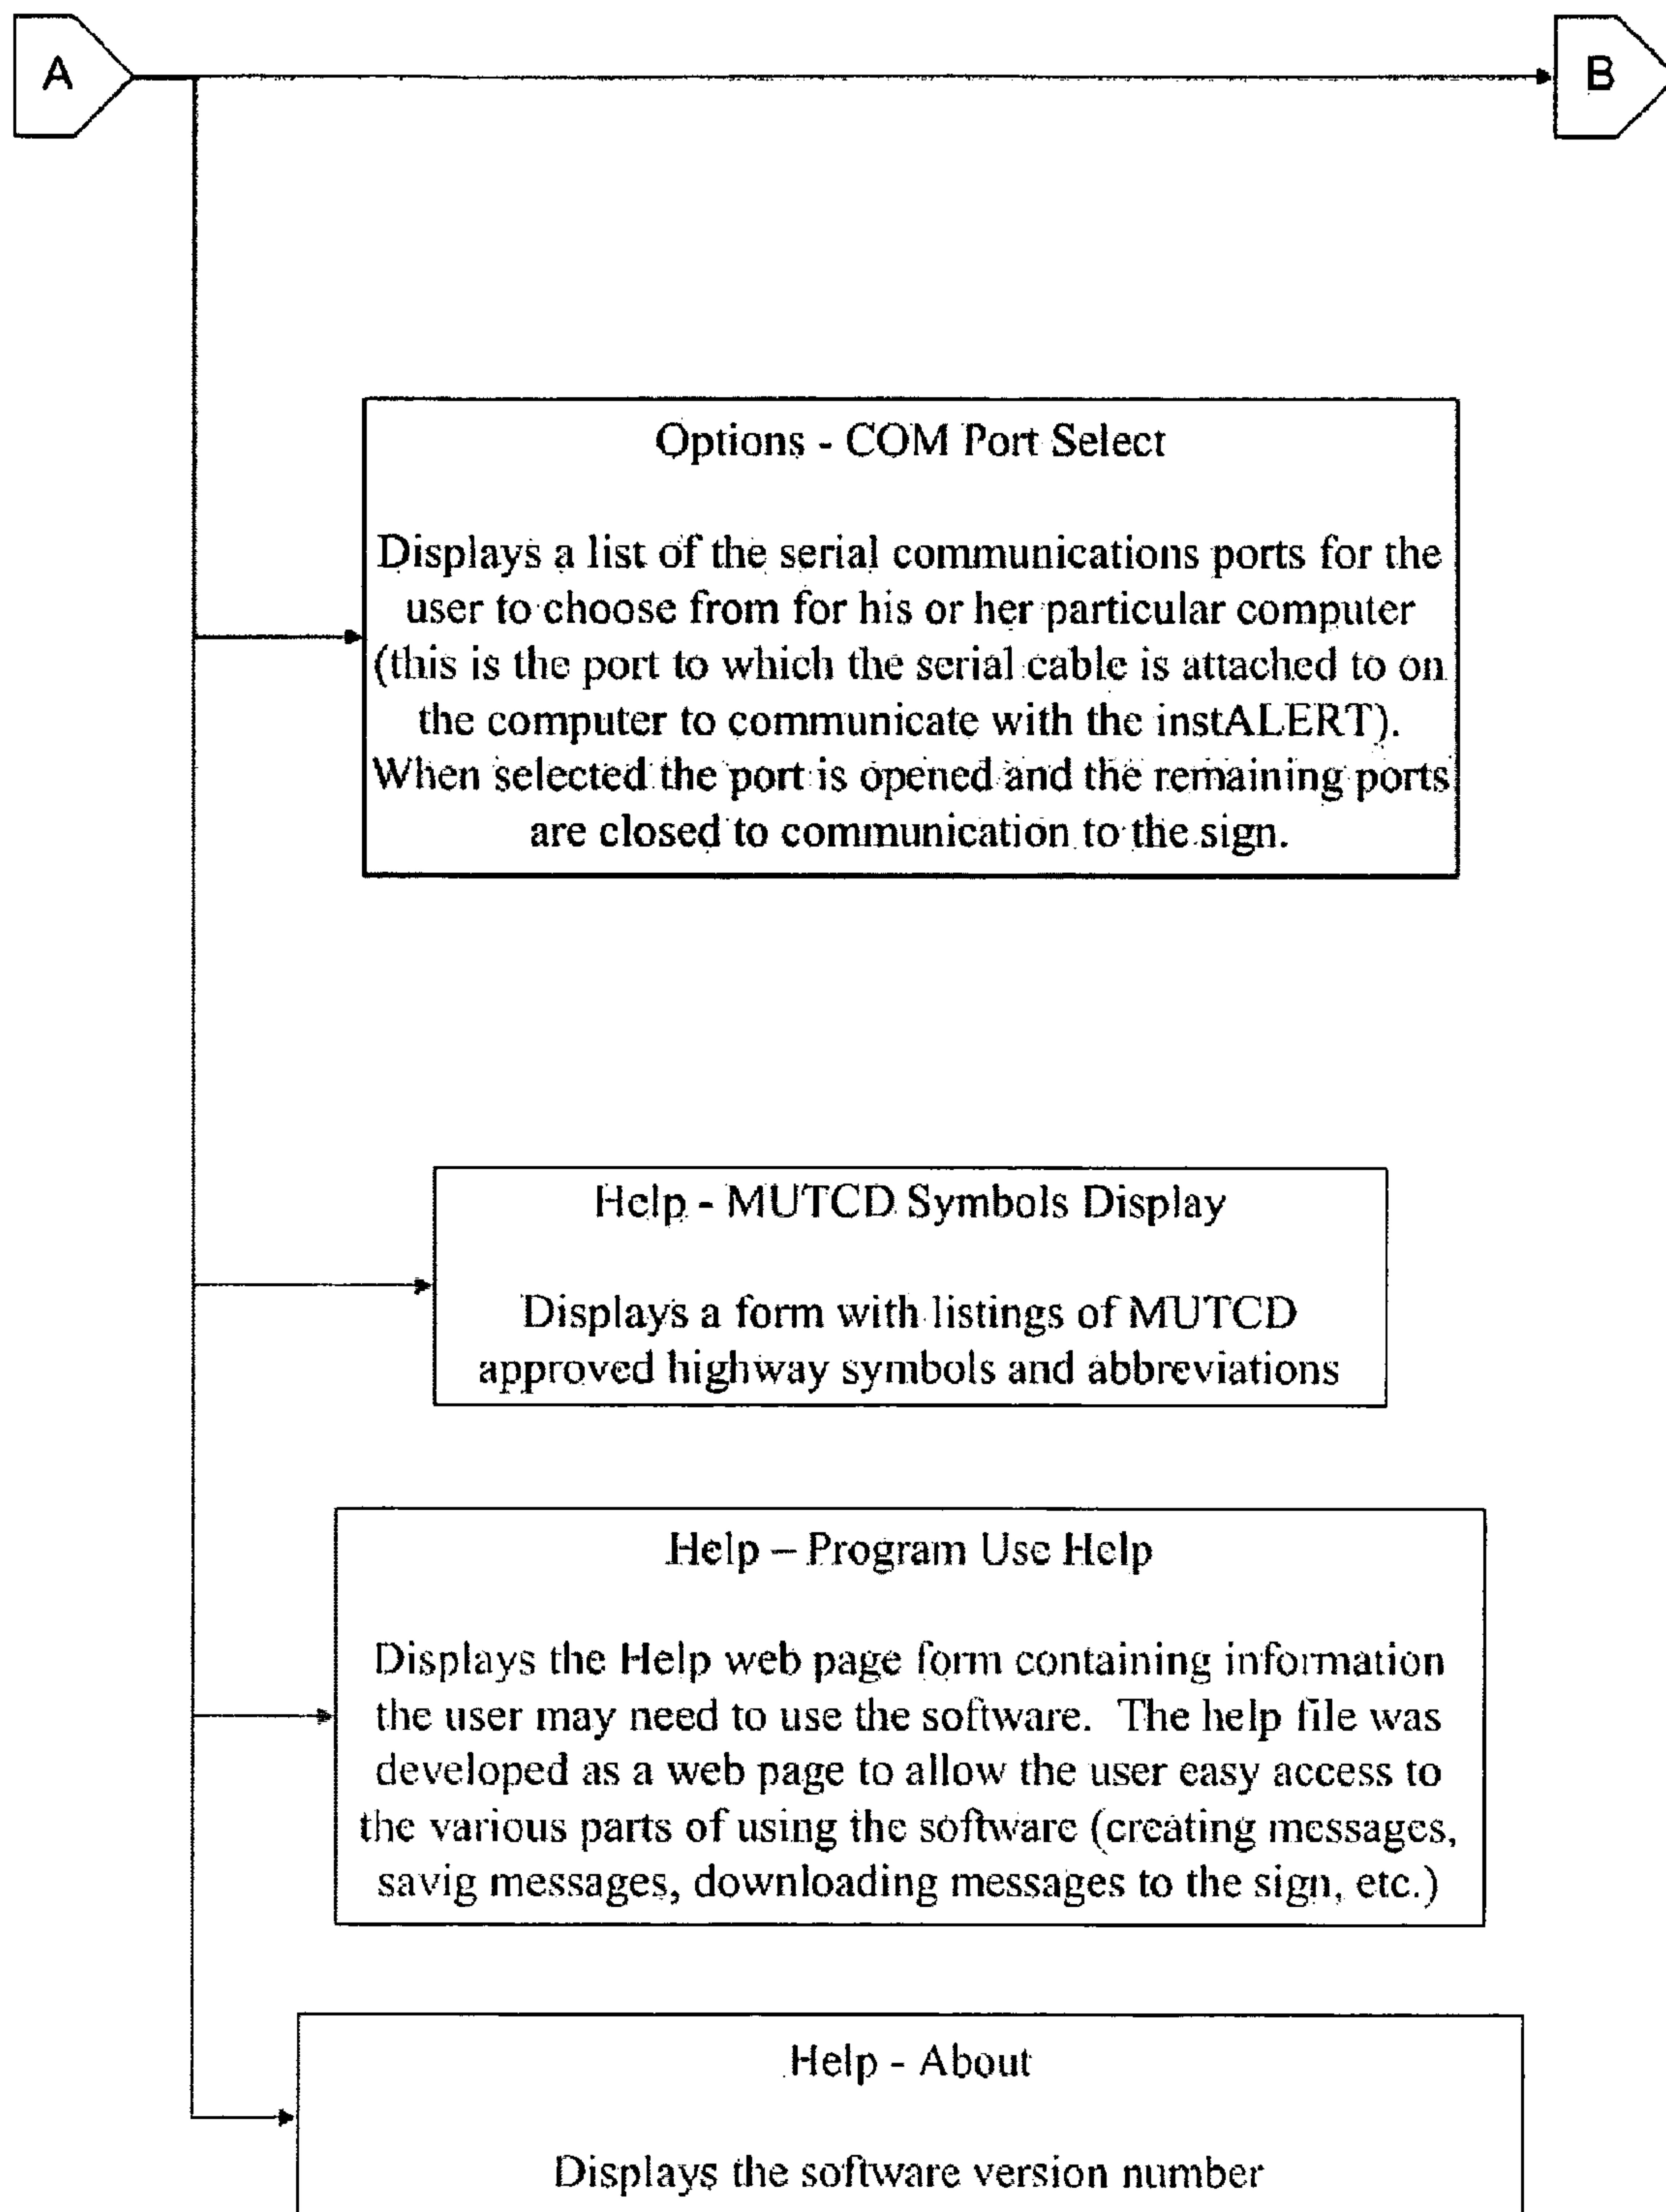 A
B
Options - COM Port Select
Displays a list of the serial communications ports for the
user to choose from for his or her particular computer
(this is the port to which the serial cable is attached to on
the computer to communicate with the instALERT).
When selected the port is opened and the remaining ports
are closed to communication to the sign.
Help - MUTCD Symbols Display
Displays a form with listings of MUTCD
approved highway symbols and abbreviations
Help – Program Use Help
Displays the Help web page form containing information
the user may need to use the software. The help file was
developed as a web page to allow the user easy access to
the various parts of using the software (creating messages,
savig messages, downloading messages to the sign, etc.)
Help - About
Displays the software version number